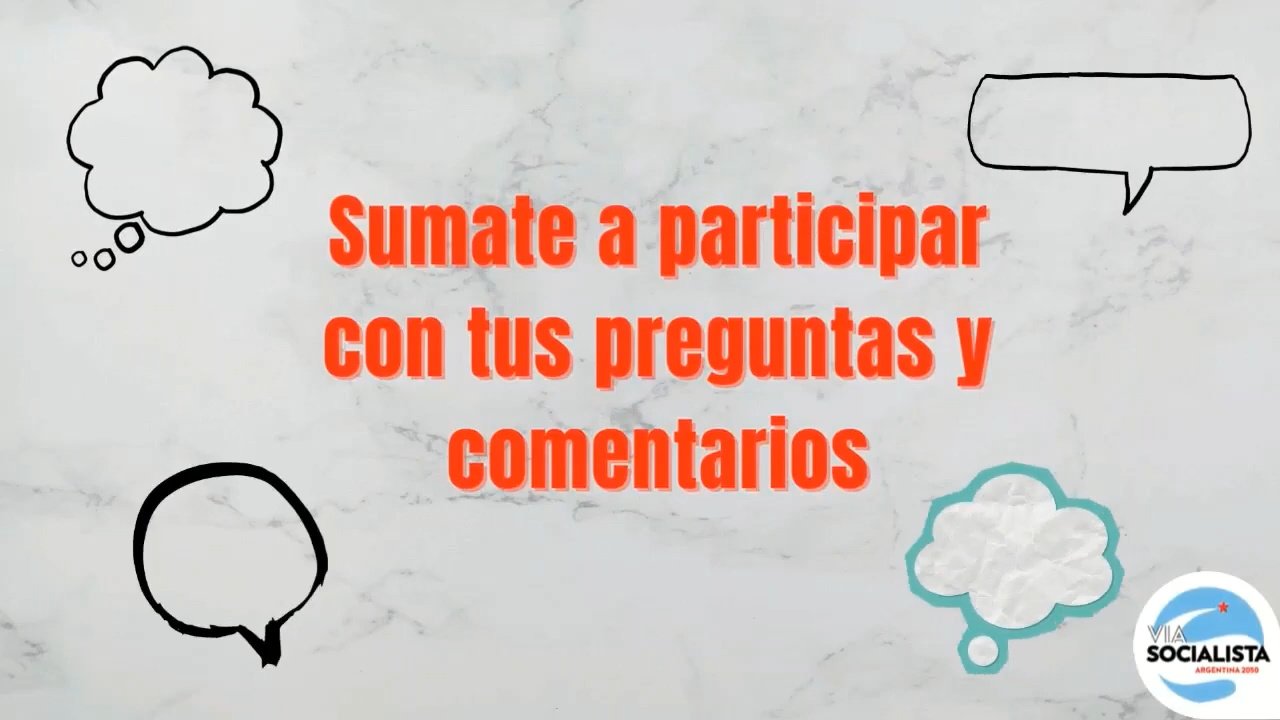 Sumate a participar
con tus preguntas y
comentarios
VIA
SOCIALISTA
ARGENTINA 2050